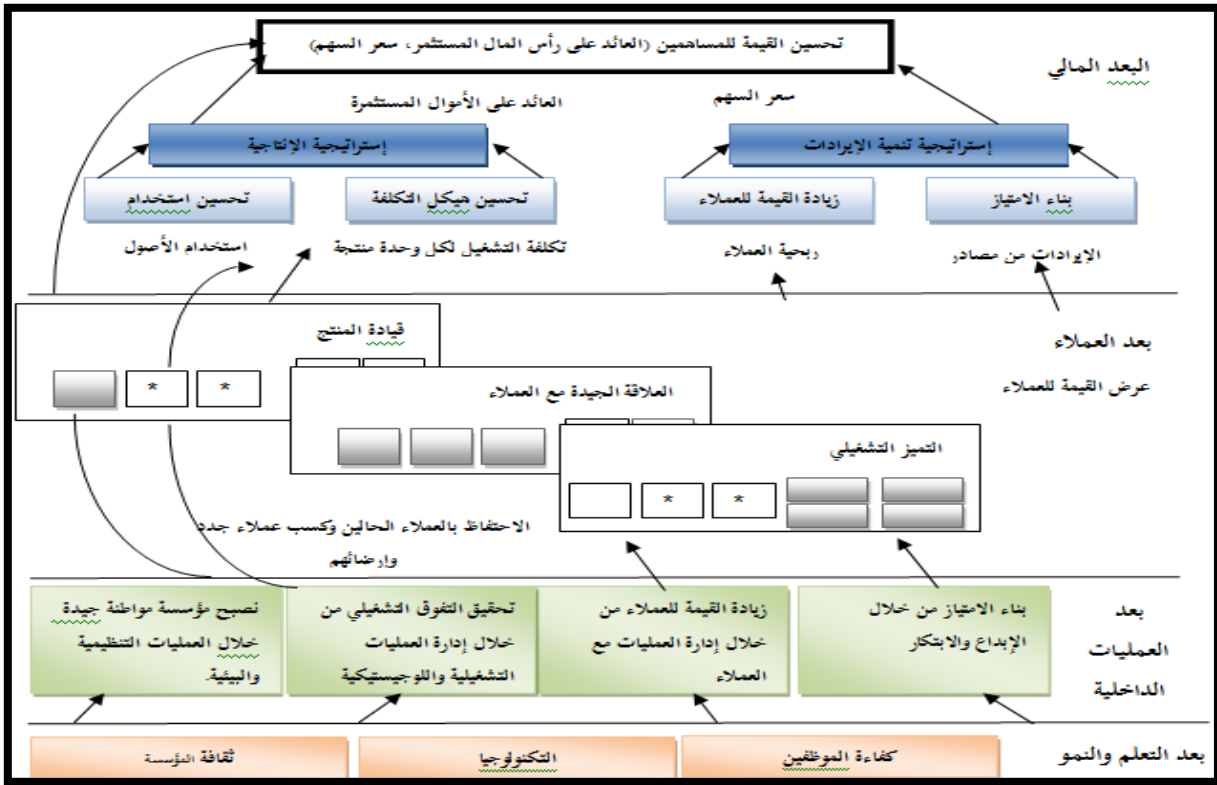 تحسين القيمة للمساهمين (العائد على رأس المال المستثمر، سعر السهم)
البعد المالي
سعر السهم
العائد على الأموال المستثمرة
إستراتيجية تنمية الإيرادات
إستراتيجية الإنتاجية
بناء الامتياز
زيادة القيمة للعملاء
تحسين هيكل التكلفة
تحسين استخدام
الإيرادات من مصادر
ربحية العملاء
تكلفة التشغيل لكل وحدة منتجة
استخدام الأصول
بعد العملاء
عرض القيمة للعملاء
قيادة المنتج
* *
العلاقة الجيدة مع العملاء
التميز التشغيلي
* *
الاحتفاظ بالعملاء الحالين وكسب عملاء جدد
وإرضائهم
بعد
العمليات
الداخلية
بناء الامتياز من خلال
الإبداع والابتكار
زيادة القيمة للعملاء من
خلال إدارة العمليات مع
العملاء
تحقيق التفوق التشغيلي من
خلال إدارة العمليات
التشغيلية واللوجيستيكية
نصبح مؤسسة مواطنة جيدة
خلال العمليات التنظيمية
والبيئية.
بعد التعلم والنمو
كفاءة الموظفين
التكنولوجيا
ثقافة المؤسسة